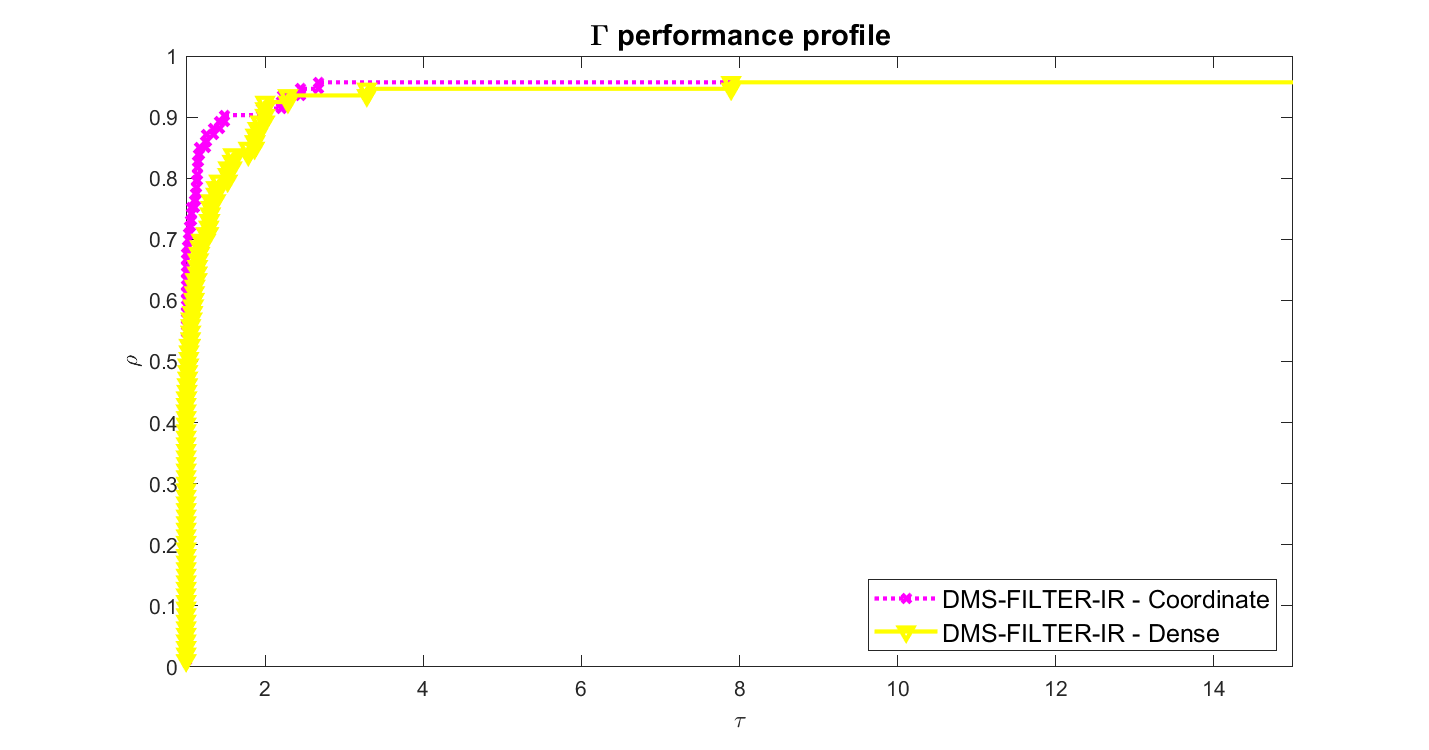 Γ performance profile
1
0.9
0.8
0.7
0.6
0.5
0.4
0.3
0.2
0.1
0
ρ
2 4 6 8 10 12 14
τ
DMS-FILTER-IR - Coordinate
DMS-FILTER-IR - Dense